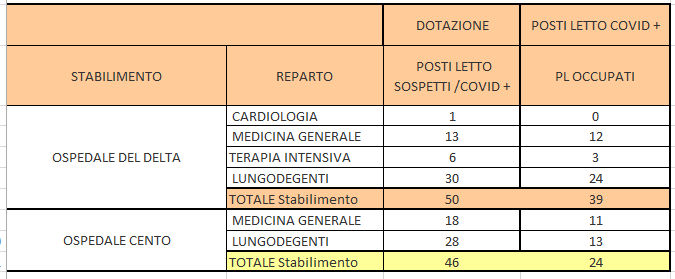 DOTAZIONE POSTI LETTO COVID +
STABILIMENTO REPARTO POSTI LETTO SOSPETTI /COVID + PL OCCUPATI
CARDIOLOGIA 1 0
MEDICINA GENERALE 13 12
OSPEDALE DEL DELTA TERAPIA INTENSIVA 6 3
LUNGODEGENTI 30 24
TOTALE Stabilimento 50 39
MEDICINA GENERALE 18 11
OSPEDALE CENTO LUNGODEGENTI 28 13
TOTALE Stabilimento 46 24